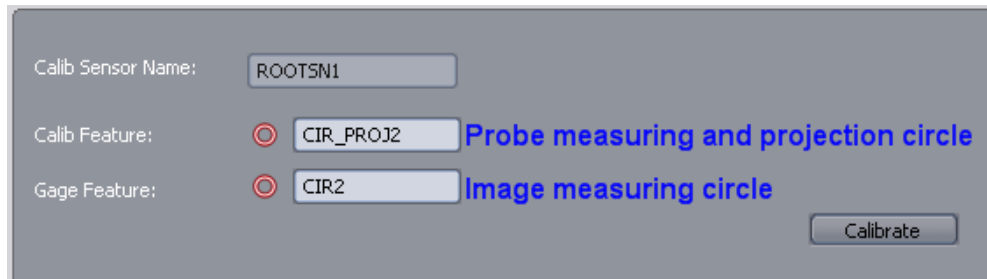 Calib Sensor Name: ROOTSN1
Calib Feature: CIR_PROJ2 Probe measuring and projection circle
Gage Feature: CIR2 Image measuring circle
Calibrate